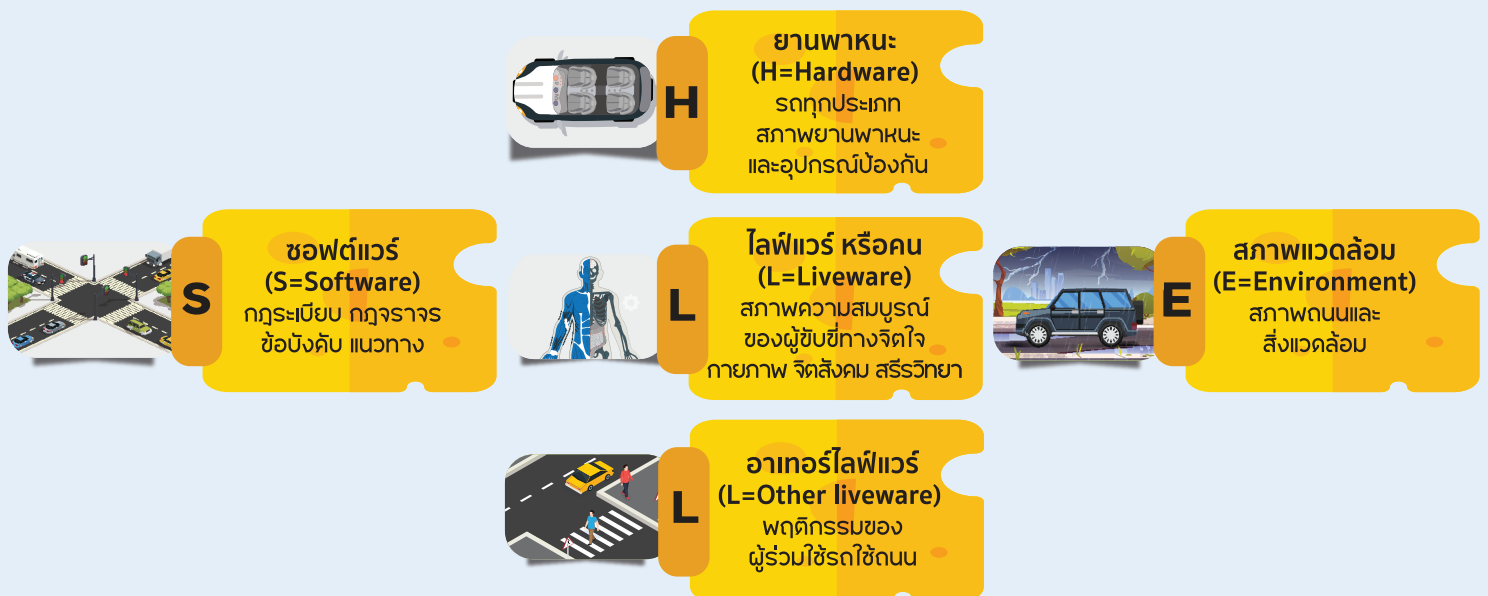 H
ยานพาหนะ
(H=Hardware)
รถทุกประเภท
สภาพยานพาหนะ
และอุปกรณ์ป้องกัน
S
ซอฟต์แวร์
(S=Software)
กฎระเบียบ กฎจราจร
ข้อบังคับ แนวทาง
L
ไลฟ์แวร์ หรือคน
(L=Liveware)
สภาพความสมบูรณ์
ของผู้ขับขี่ทางจิตใจ
กายภาพ จิตสังคม สรีรวิทยา
E
สภาพแวดล้อม
(E=Environment)
สภาพถนนและ
สิ่งแวดล้อม
L
อาเทอร์ไลฟ์แวร์
(L=Other liveware)
พฤติกรรมของ
ผู้ร่วมใช้รถใช้ถนน